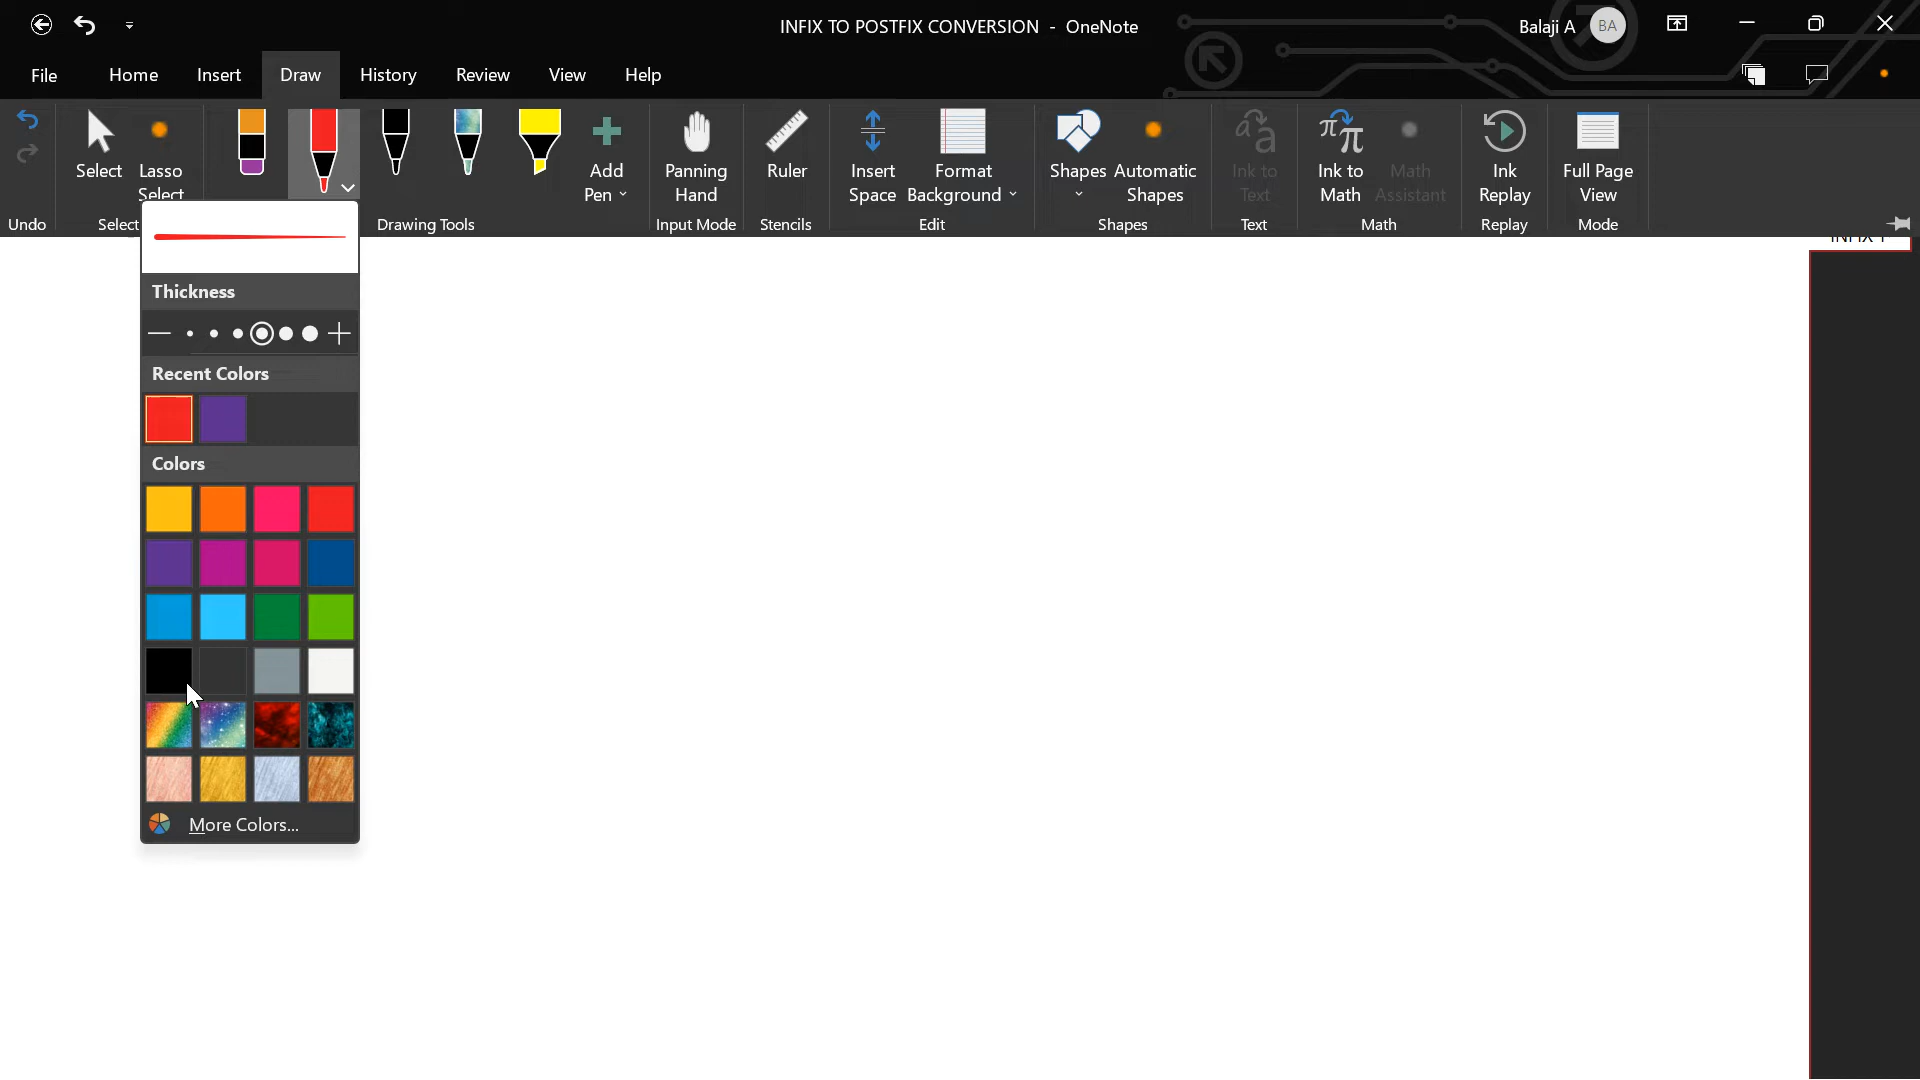 INFIX TO POSTFIX CONVERSION - OneNote
Balaji A BA
File Home Insert Draw History Review View Help
Select
Lasso
Select
Add
Pen
Panning
Hand
Ruler
Insert
Space
Format
Background
Shapes
Automatic
Shapes
Ink to
Text
Ink to
Math
Math
Assistant
Ink
Replay
Full Page
View
Undo Select Drawing Tools Input Mode Stencils Edit Shapes Text Math Replay Mode
Thickness
Recent Colors
Colors
More Colors...